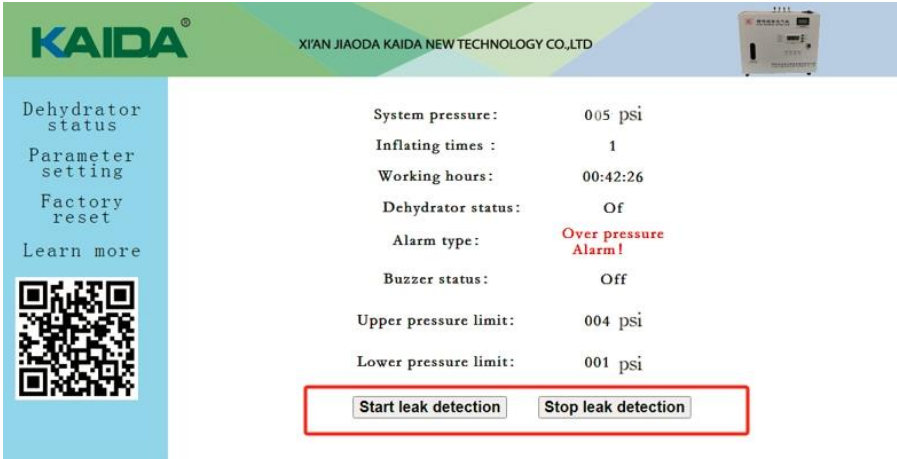 KAIDA®
XI'AN JIAODA KAIDA NEW TECHNOLOGY CO.,LTD
Dehydrator
status
Parameter
setting
Factory
reset
Learn more
System pressure: 005 psi
Inflating times : 1
Working hours: 00:42:26
Dehydrator status: Of
Alarm type: Over pressure
Alarm!
Buzzer status: Off
Upper pressure limit: 004 psi
Lower pressure limit: 001 psi
Start leak detection Stop leak detection